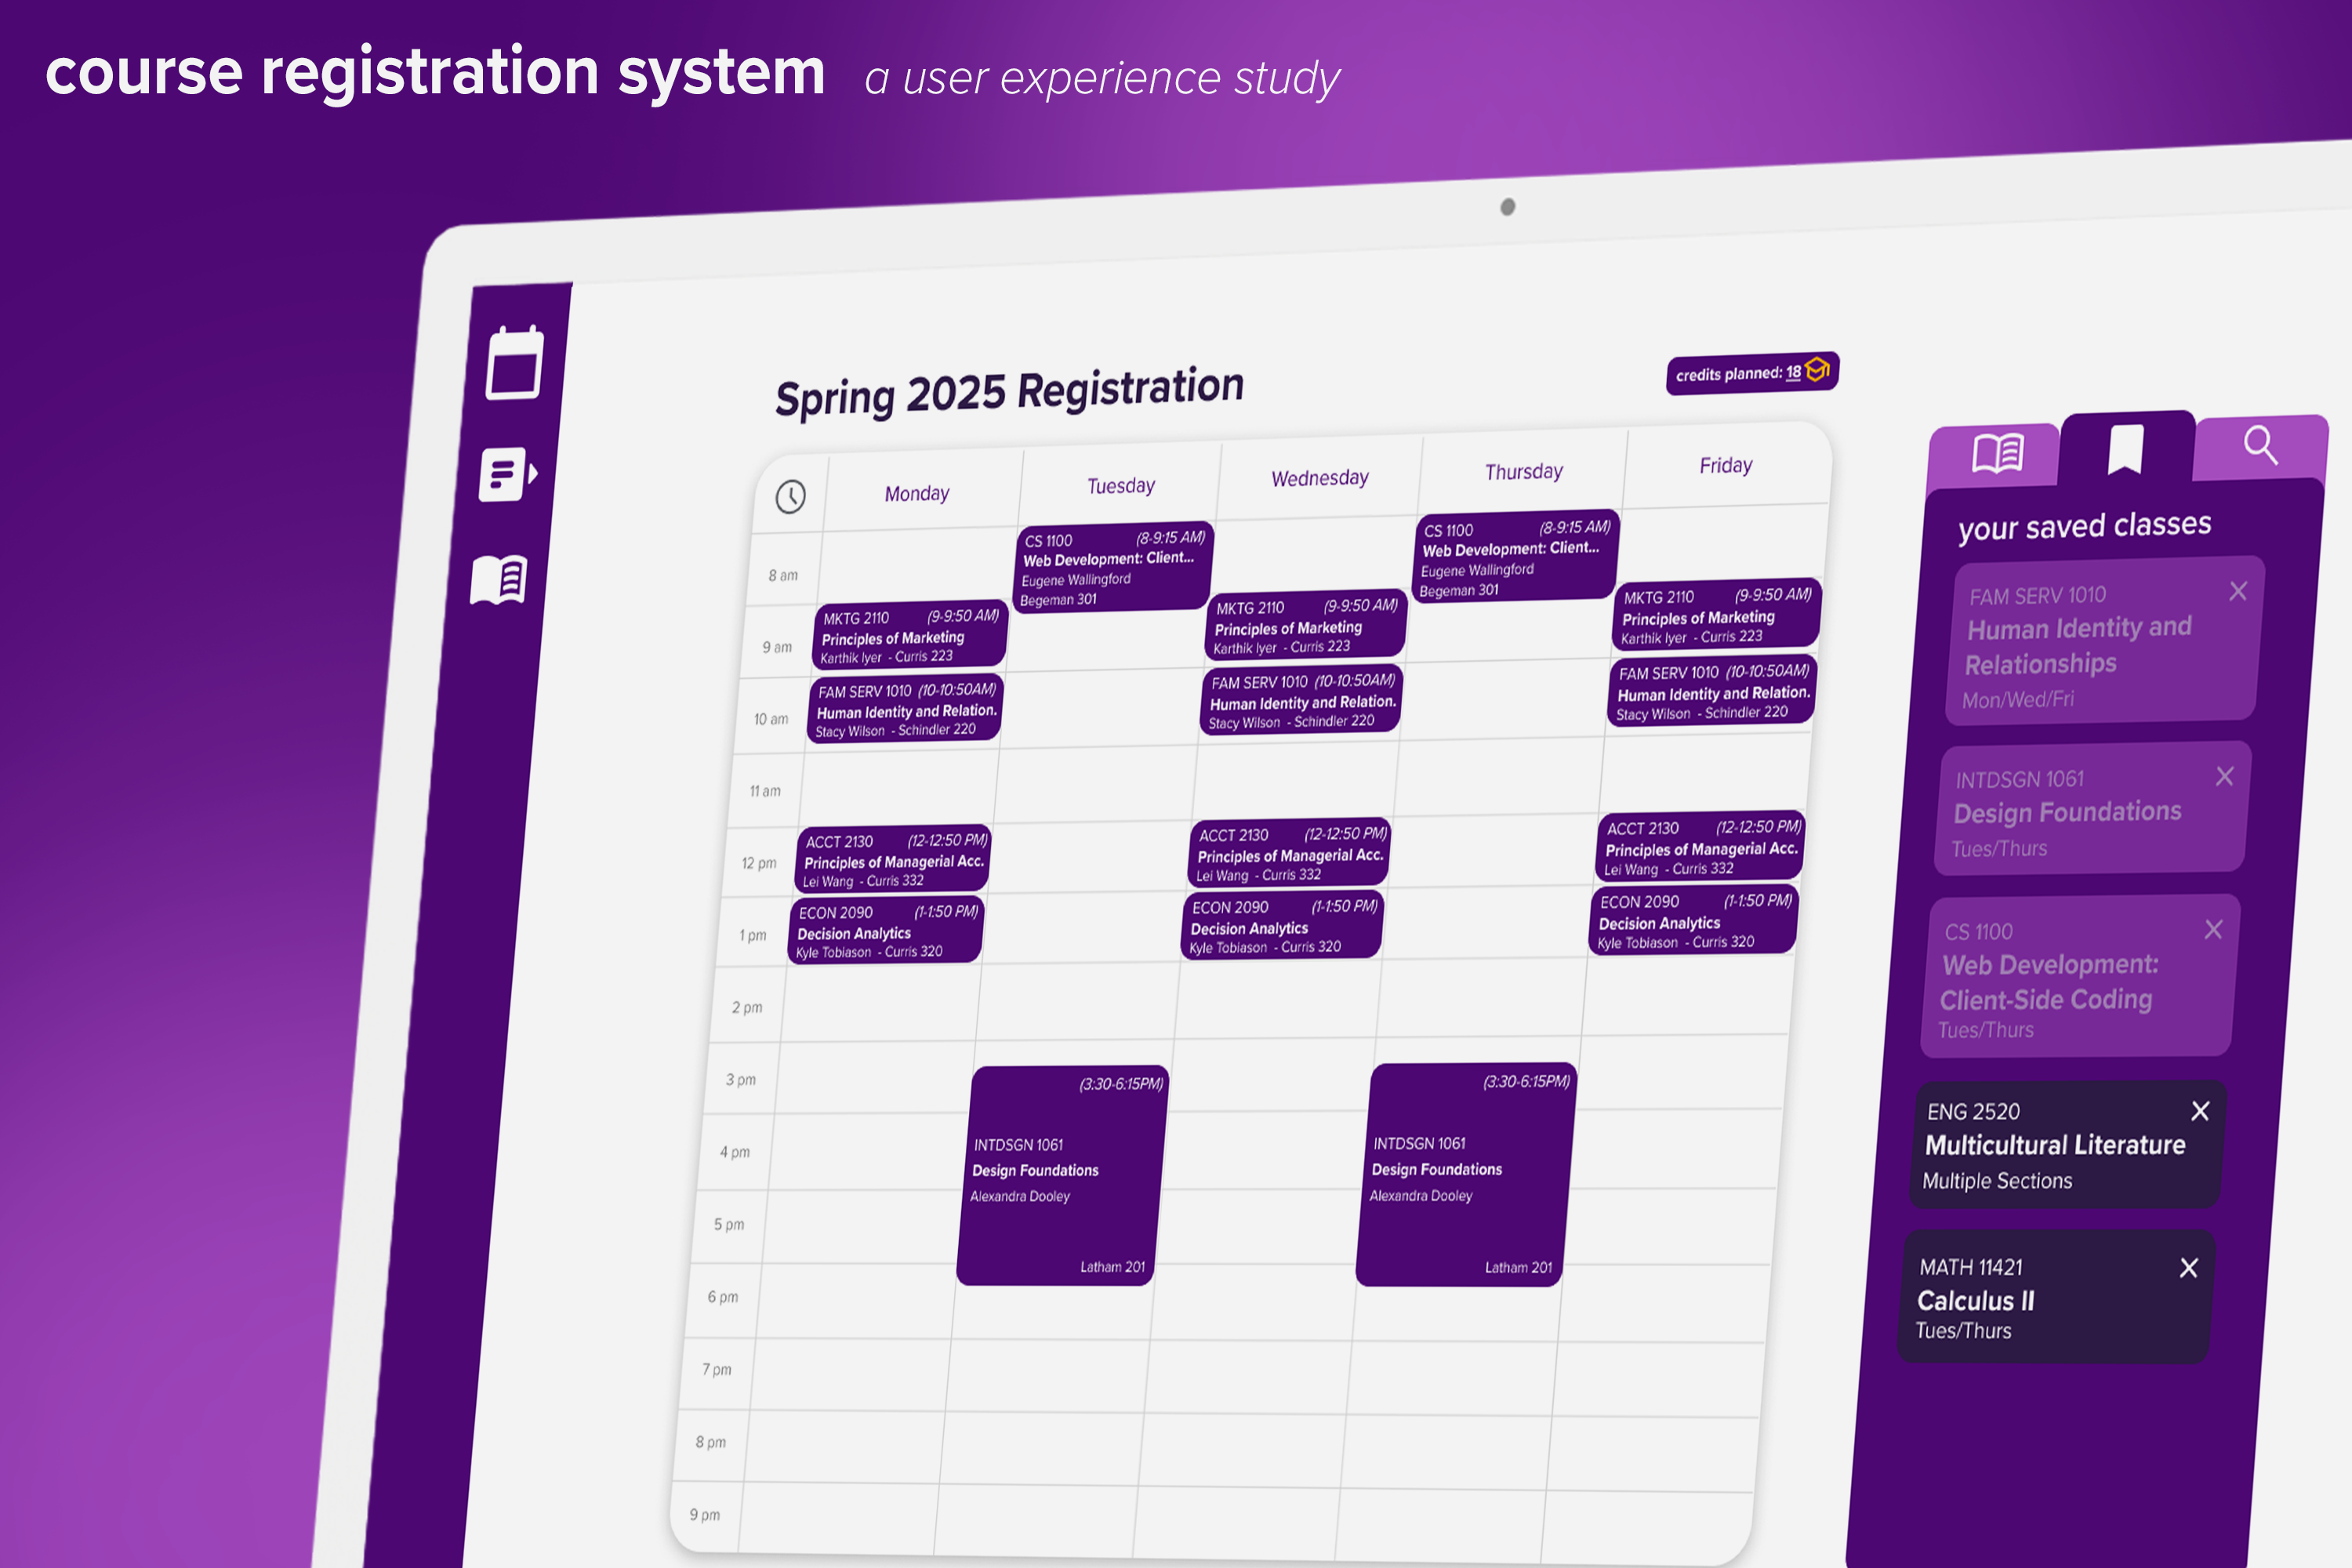 course registration system a user experience study
Spring 2025 Registration
credits planned: 18
Monday
Tuesday
Wednesday
Thursday
Friday
8 am
9 am
10 am
11 am
12 pm
1 pm
2 pm
3 pm
4 pm
5 pm
6 pm
7 pm
8 pm
9 pm
MKTG 2110 (9-9:50 AM)
Principles of Marketing
Karthik Iyer - Curris 223
FAM SERV 1010 (10-10:50AM)
Human Identity and Relation.
Stacy Wilson - Schindler 220
ACCT 2130 (12-12:50 PM)
Principles of Managerial Acc.
Lei Wang - Curris 332
ECON 2090 (1-1:50 PM)
Decision Analytics
Kyle Tobiason - Curris 320
CS 1100 (8-9:15 AM)
Web Development: Client...
Eugene Wallingford
Begeman 301
(3:30-6:15PM)
INTDSGN 1061
Design Foundations
Alexandra Dooley
Latham 201
MKTG 2110 (9-9:50 AM)
Principles of Marketing
Karthik Iyer - Curris 223
FAM SERV 1010 (10-10:50AM)
Human Identity and Relation.
Stacy Wilson - Schindler 220
ACCT 2130 (12-12:50 PM)
Principles of Managerial Acc.
Lei Wang - Curris 332
ECON 2090 (1-1:50 PM)
Decision Analytics
Kyle Tobiason - Curris 320
CS 1100 (8-9:15 AM)
Web Development: Client...
Eugene Wallingford
Begeman 301
(3:30-6:15PM)
INTDSGN 1061
Design Foundations
Alexandra Dooley
Latham 201
MKTG 2110 (9-9:50 AM)
Principles of Marketing
Karthik Iyer - Curris 223
FAM SERV 1010 (10-10:50AM)
Human Identity and Relation.
Stacy Wilson - Schindler 220
ACCT 2130 (12-12:50 PM)
Principles of Managerial Acc.
Lei Wang - Curris 332
ECON 2090 (1-1:50 PM)
Decision Analytics
Kyle Tobiason - Curris 320
your saved classes
FAM SERV 1010
Human Identity and
Relationships
Mon/Wed/Fri
INTDSGN 1061
Design Foundations
Tues/Thurs
CS 1100
Web Development:
Client-Side Coding
Tues/Thurs
ENG 2520
Multicultural Literature
Multiple Sections
MATH 11421
Calculus II
Tues/Thurs